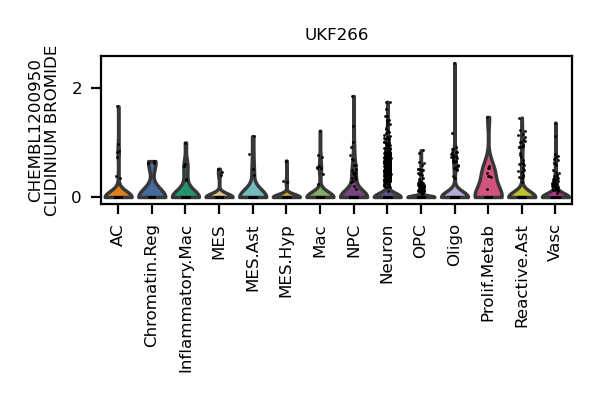 UKF266
CHEMBL1200950
CLIDINIUM BROMIDE
2
0
AC
Chromatin.Reg
Inflammatory.Mac
MES
MES.Ast
MES.Hyp
Mac
NPC
Neuron
OPC
Oligo
Prolif.Metab
Reactive.Ast
Vasc